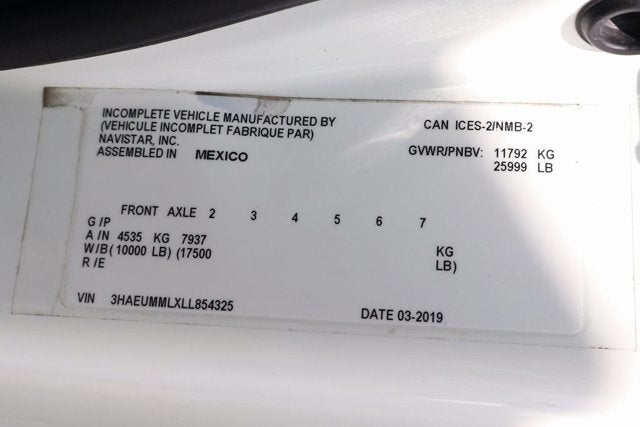 INCOMPLETE VEHICLE MANUFACTURED BY
(VEHICULE INCOMPLET FABRIQUE PAR)
NAVISTAR, INC.
ASSEMBLED IN MEXICO
CAN ICES-2/NMB-2
GVWR/PNBV: 11792 KG
25999 LB
FRONT AXLE 2 3 4 5 6 7
G/P
A/N 4535 KG 7937 KG
W/B (10000 LB) (17500 LB)
R/E
VIN 3HAEUMMLXLL854325
DATE 03-2019